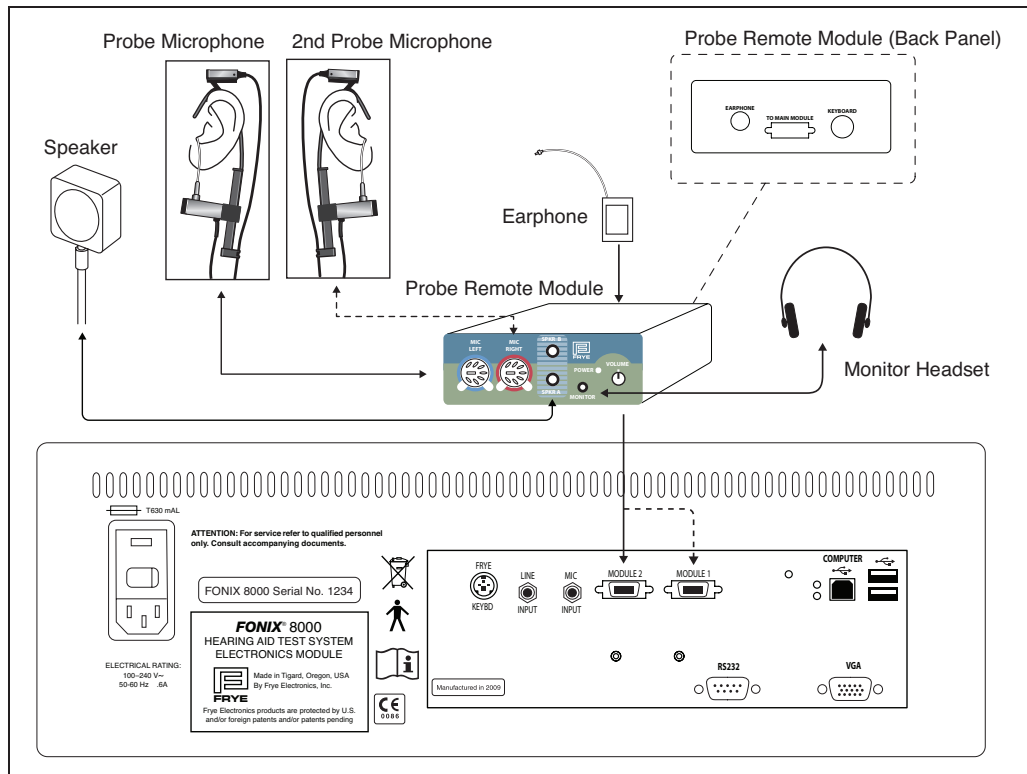 Probe Microphone
2nd Probe Microphone
Probe Remote Module (Back Panel)
EARPHONE
TO MAIN MODULE
KEYBOARD
Speaker
Earphone
Probe Remote Module
MIC
LEFT
MIC
RIGHT
SPKR B
SPKR A
FRYE
POWER
VOLUME
MONITOR
Monitor Headset
T630 mAL
ATTENTION: For service refer to qualified personnel
only. Consult accompanying documents.
FONIX 8000 Serial No. 1234
FONIX® 8000
HEARING AID TEST SYSTEM
ELECTRONICS MODULE
FRYE
Made in Tigard, Oregon, USA
By Frye Electronics, Inc.
Frye Electronics products are protected by U.S.
and/or foreign patents and/or patents pending
ELECTRICAL RATING:
100–240 V~
50-60 Hz .6A
i
CE
0086
FRYE
KEYBD
LINE
INPUT
MIC
INPUT
MODULE 2
MODULE 1
COMPUTER
Manufactured in 2009
RS232
VGA